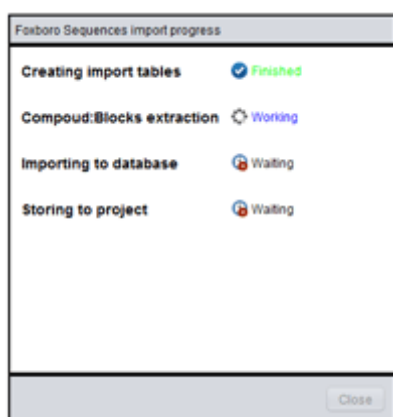 Foxboro Sequences import progress
Creating import tables Finished
Compoud:Blocks extraction Working
Importing to database Waiting
Storing to project Waiting
Close